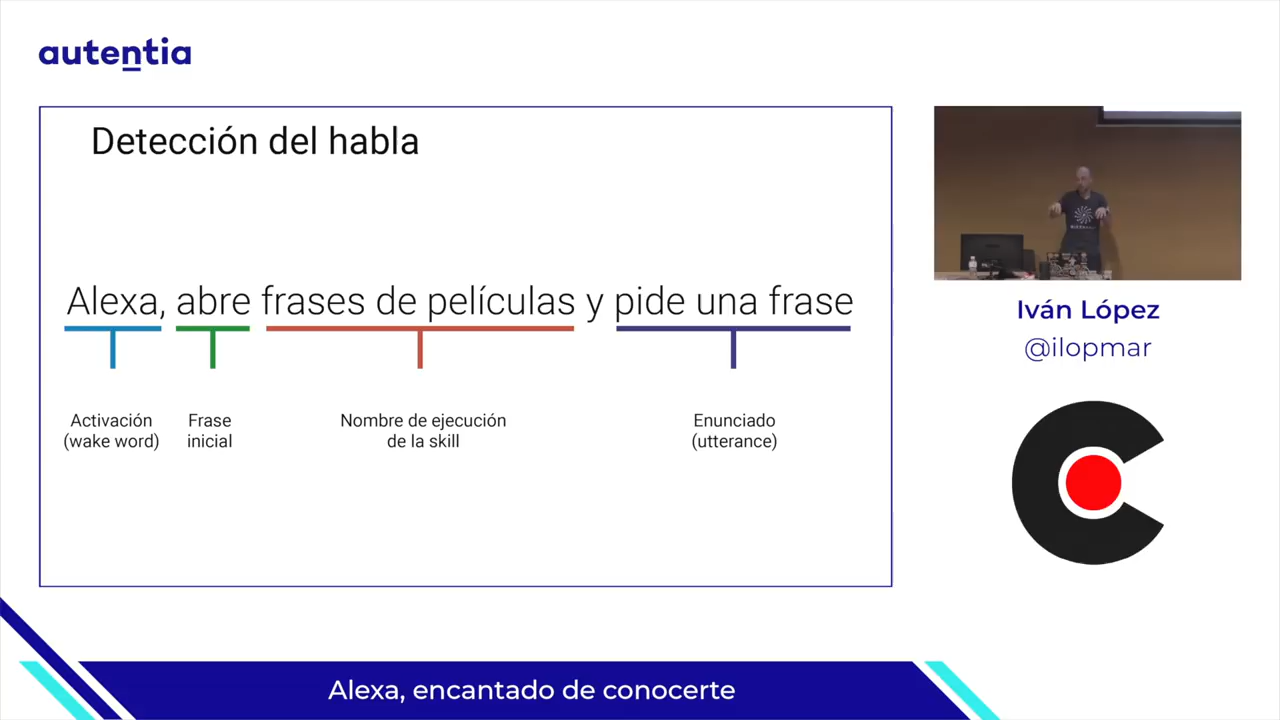 autentia
Detección del habla
Alexa, abre frases de películas y pide una frase
Activación
(wake word)
Frase
inicial
Nombre de ejecución
de la skill
Enunciado
(utterance)
Iván López
@ilopmar
Alexa, encantado de conocerte